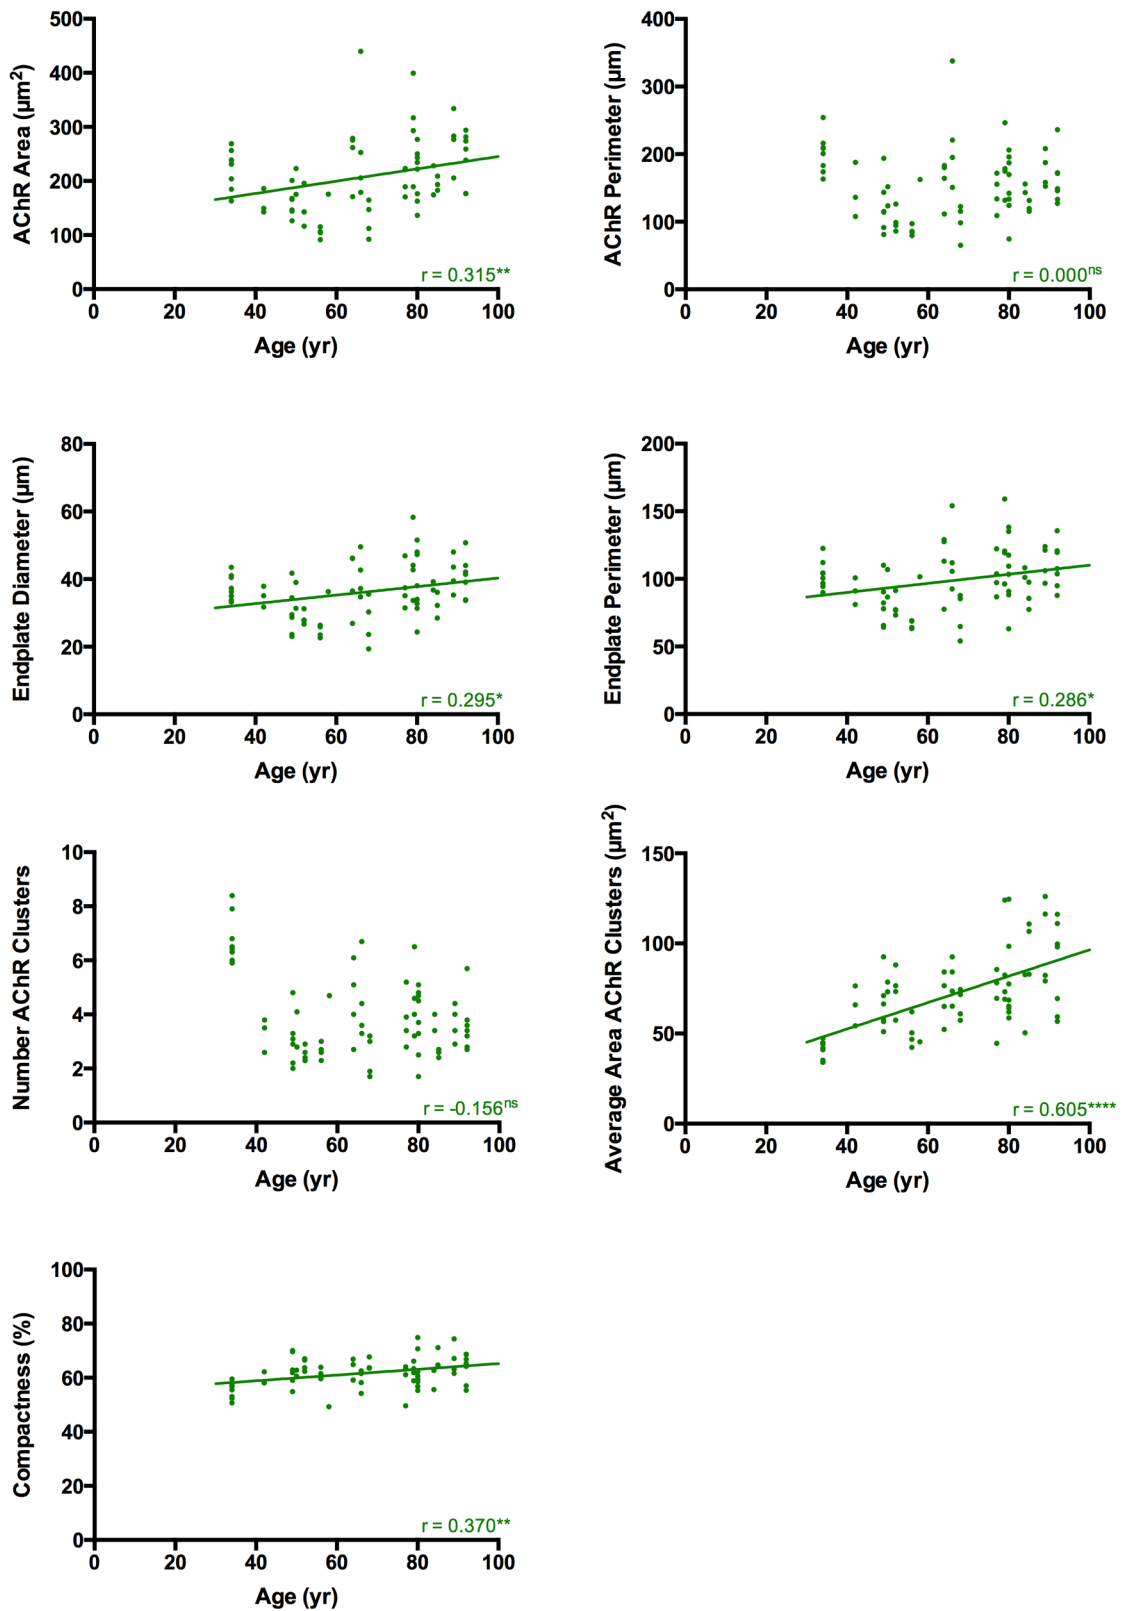 AChR Area (µm²)
500
400
300
200
100
0
r = 0.315**
0 20 40 60 80 100
Age (yr)
AChR Perimeter (µm)
400
300
200
100
0
r = 0.000ns
0 20 40 60 80 100
Age (yr)
Endplate Diameter (µm)
80
60
40
20
0
r = 0.295*
0 20 40 60 80 100
Age (yr)
Endplate Perimeter (µm)
200
150
100
50
0
r = 0.286*
0 20 40 60 80 100
Age (yr)
Number AChR Clusters
10
8
6
4
2
0
r = -0.156ns
0 20 40 60 80 100
Age (yr)
Average Area AChR Clusters (µm²)
150
100
50
0
r = 0.605****
0 20 40 60 80 100
Age (yr)
Compactness (%)
100
80
60
40
20
0
r = 0.370**
0 20 40 60 80 100
Age (yr)